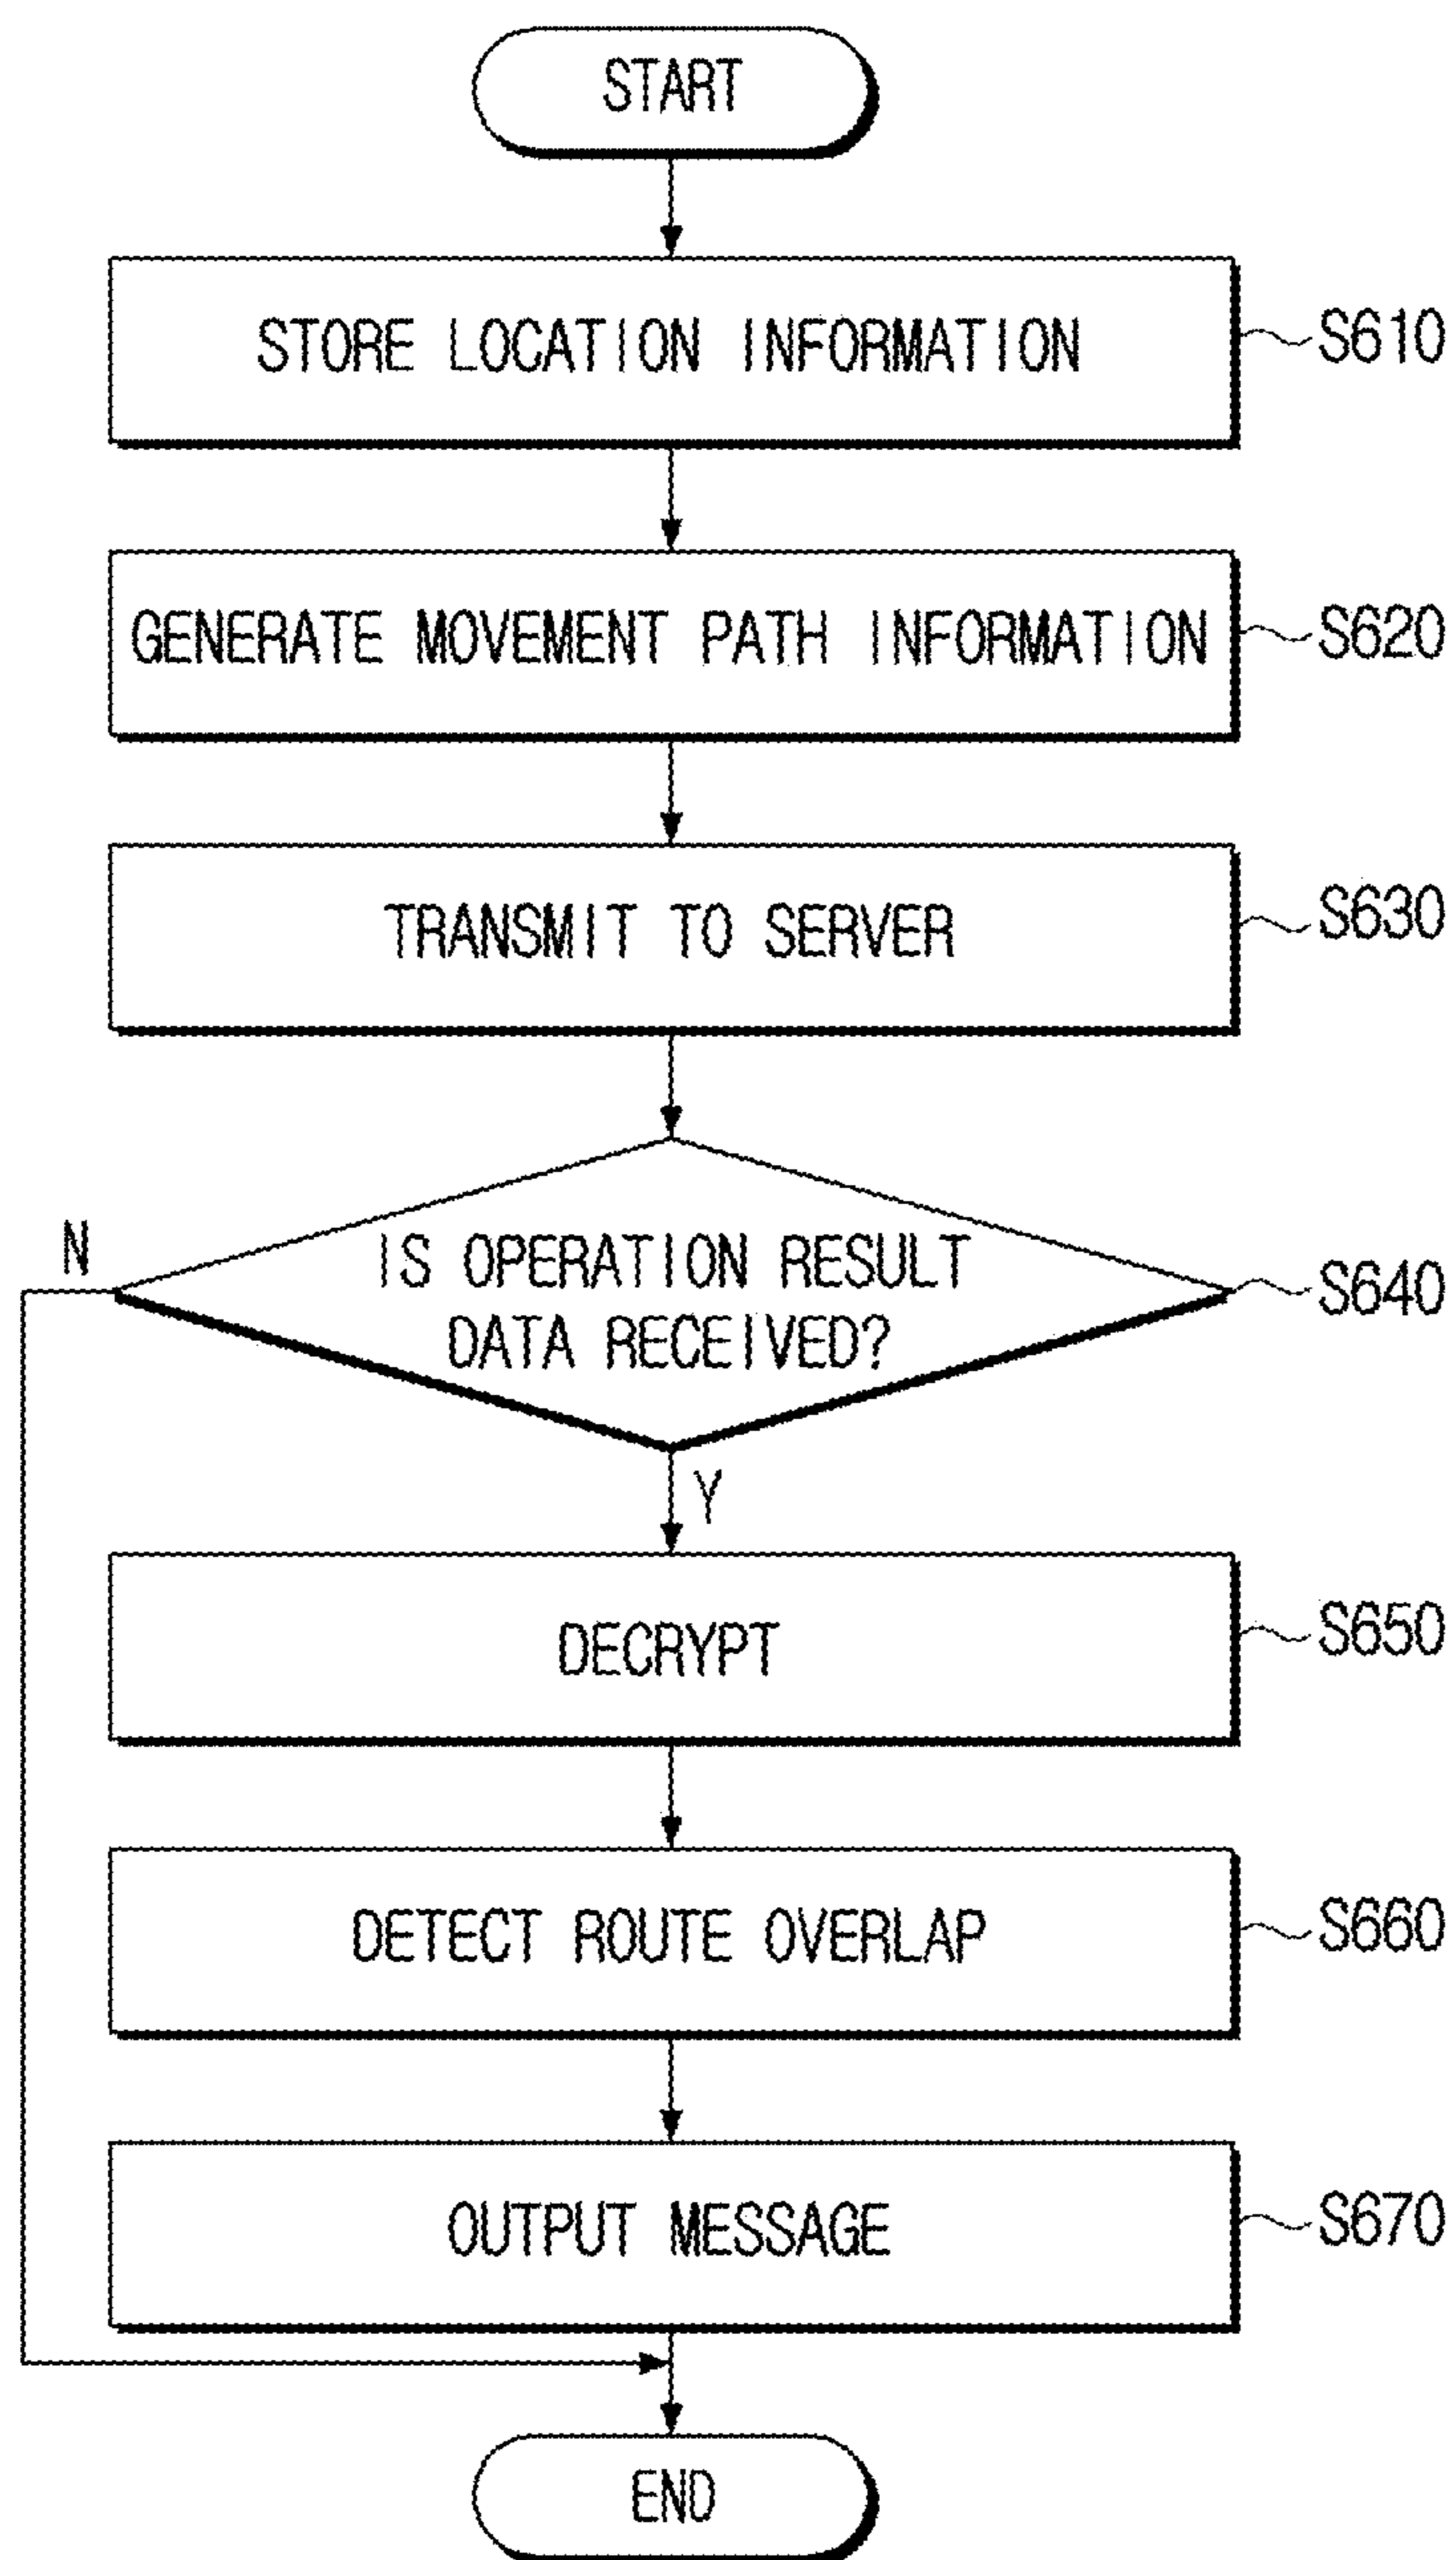 START
STORE LOCATION INFORMATION
S610
GENERATE MOVEMENT PATH INFORMATION
S620
TRANSMIT TO SERVER
S630
N
IS OPERATION RESULT
DATA RECEIVED?
S640
Y
DECRYPT
S650
DETECT ROUTE OVERLAP
S660
OUTPUT MESSAGE
S670
END